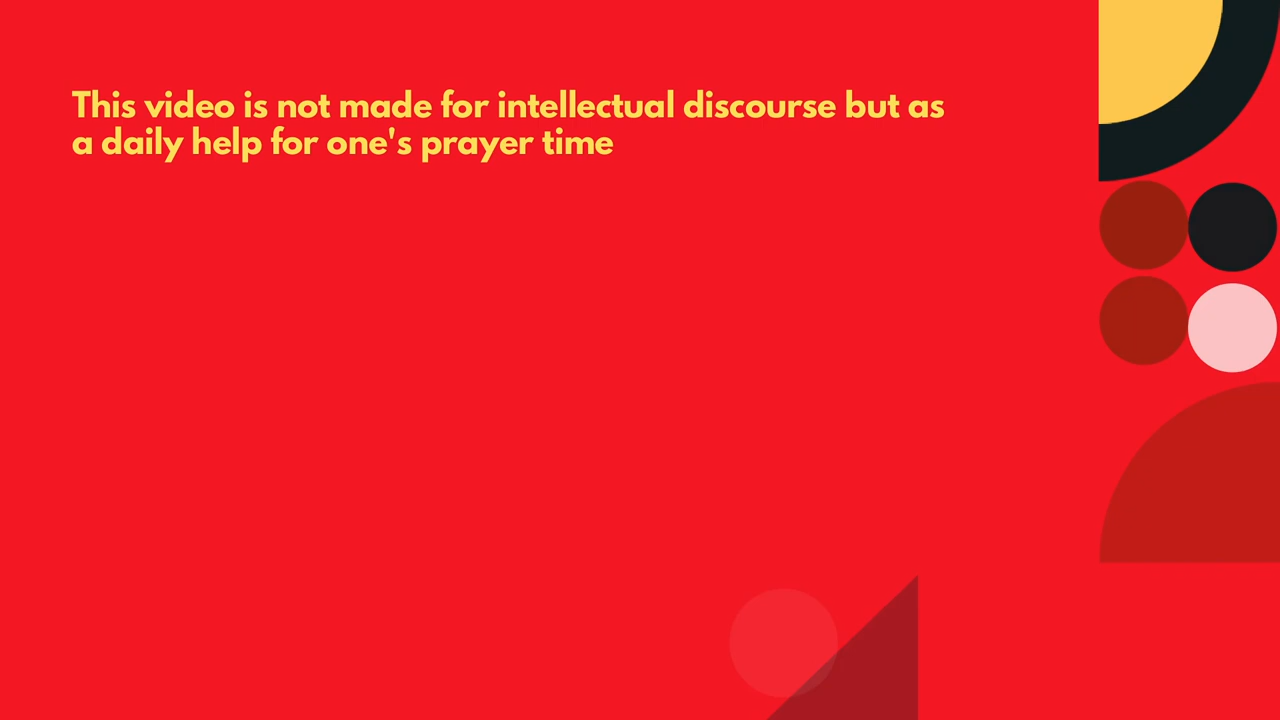 This video is not made for intellectual discourse but as
a daily help for one's prayer time